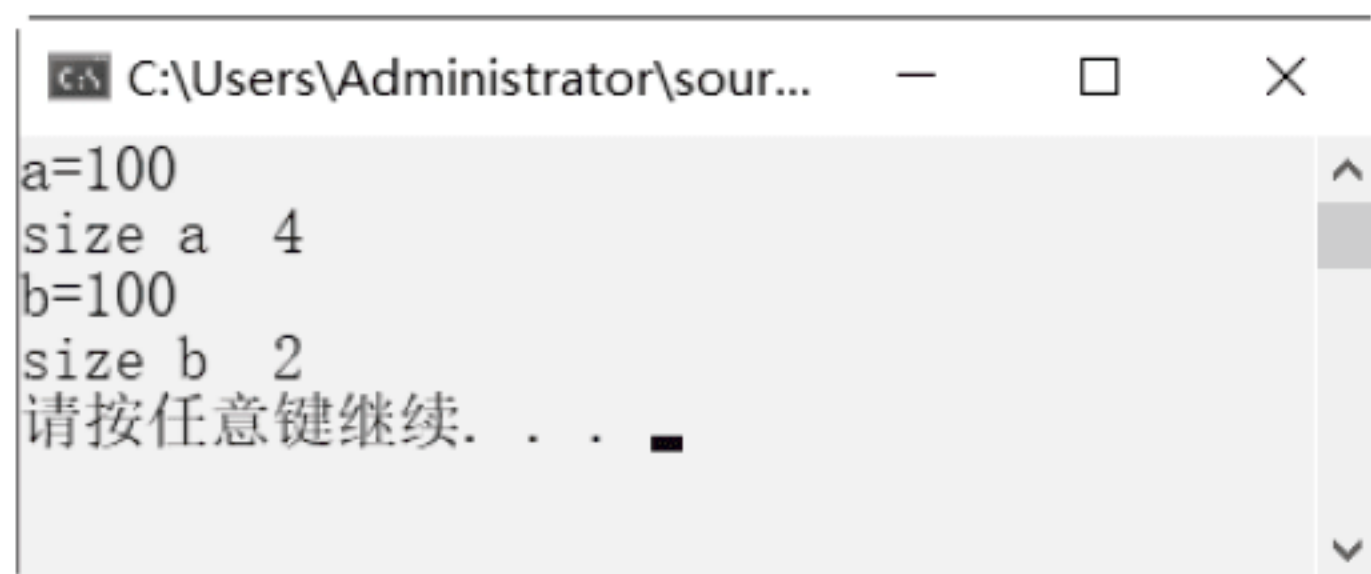 C:\Users\Administrator\sour...
a=100
size a  4
b=100
size b  2
请按任意键继续. . .